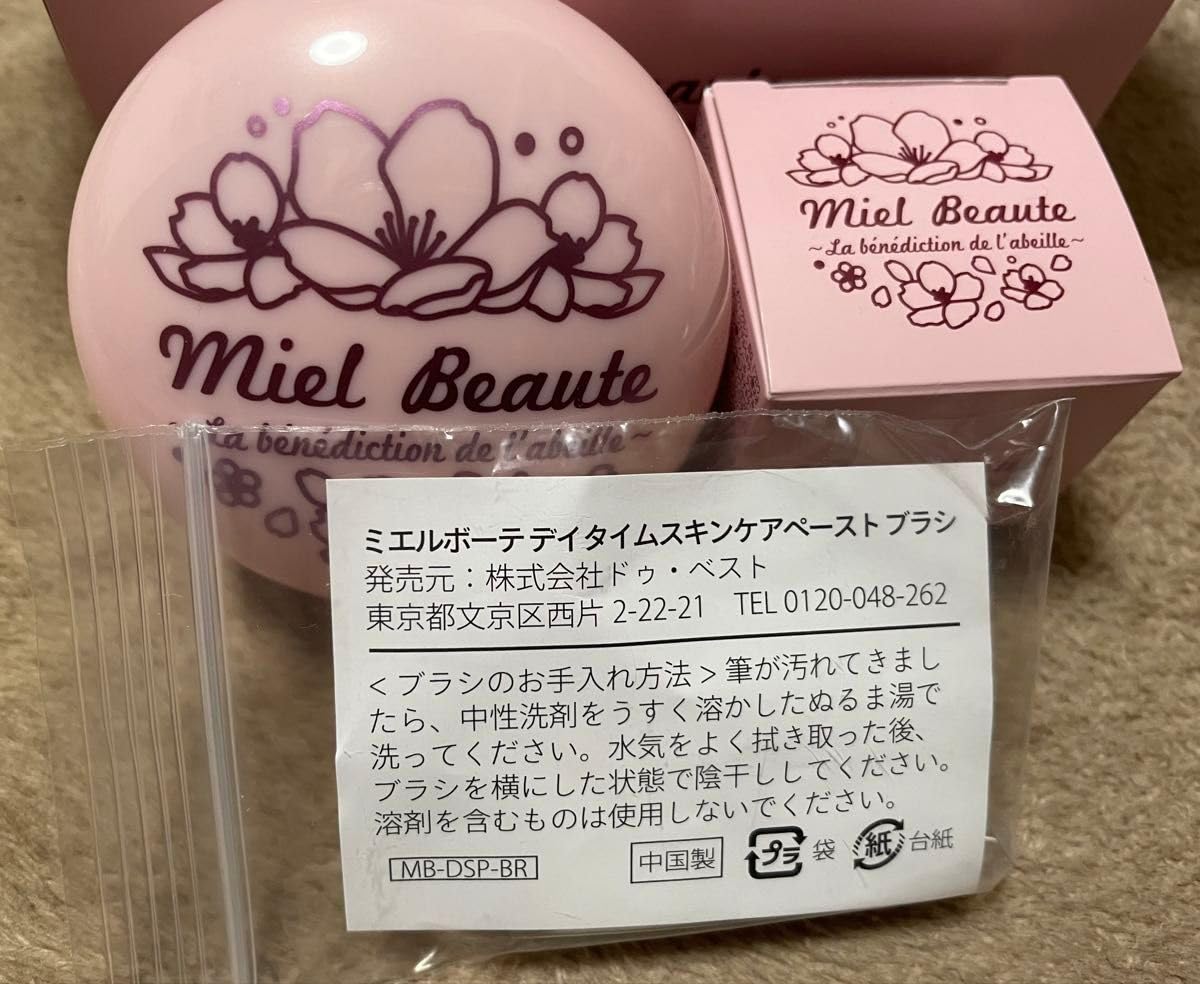 Miel Beaute
~La bénédiction de l'abeille~
Miel Beaute
~La bénédiction de l'abeille~
ミエルボーテ デイタイムスキンケアペースト ブラシ
発売元：株式会社ドゥ・ベスト
東京都文京区西片 2-22-21 TEL 0120-048-262
<ブラシのお手入れ方法> 筆が汚れてきまし
たら、中性洗剤をうすく溶かしたぬるま湯で
洗ってください。水気をよく拭き取った後、
ブラシを横にした状態で陰干ししてください。
溶剤を含むものは使用しないでください。
MB-DSP-BR 中国製 プラ 袋 紙 台紙